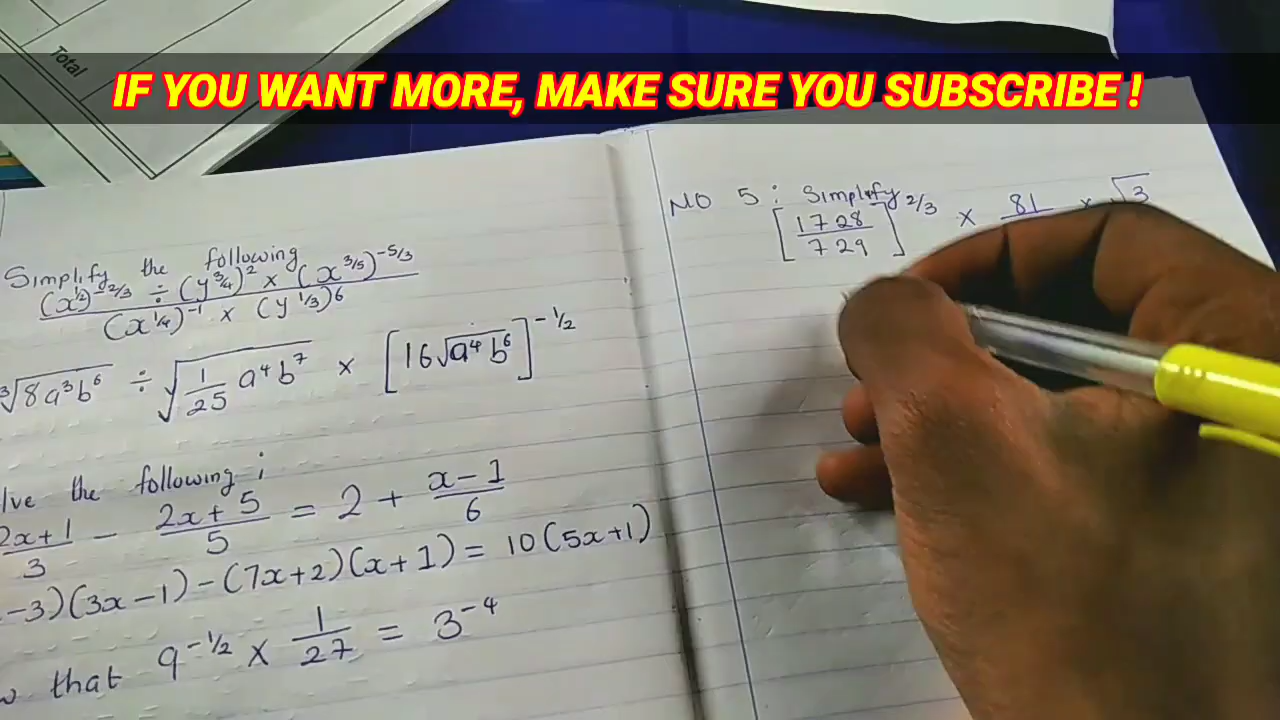 Total
IF YOU WANT MORE, MAKE SURE YOU SUBSCRIBE !
Simplify the following
(x^½)^-2/3 ÷ (y^3/4)^2 × (x^3/5)^-5/3
(x^1/4)^-1 × (y^1/3)^6
∛8a³b⁶ ÷ √1/25 a⁴b⁷ × [16√a⁴b⁶]^-1/2
the following ;
2x+1/3 - 2x+5/5 = 2 + x-1/6
-3)(3x-1)-(7x+2)(x+1)= 10(5x+1)
that 9^-1/2 × 1/27 = 3^-4
NO 5 : Simplify
[1728/729]^2/3 × 81 × √3